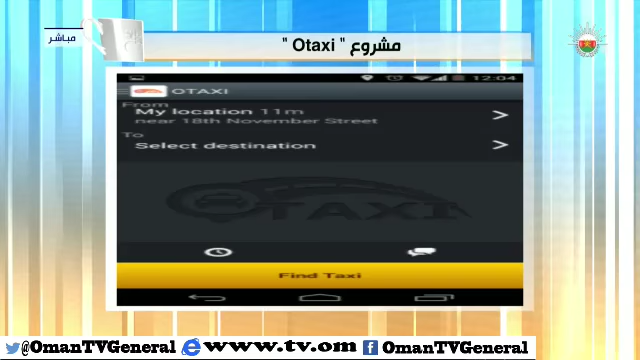 مباشر
مشروع " Otaxi "
12:04
OTAXI
From
My location 11m
near 18th November Street
To
Select destination
OTAXI
Find Taxi
@OmanTVGeneral www.tv.om OmanTVGeneral